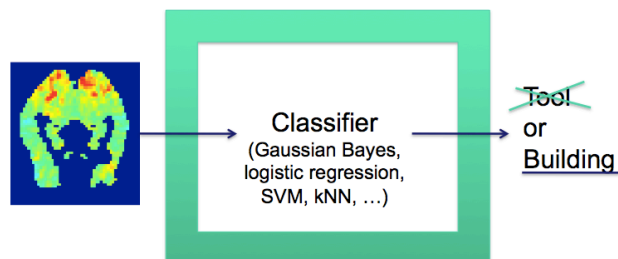 Classifier
(Gaussian Bayes,
logistic regression,
SVM, kNN, …)
Tool
or
Building